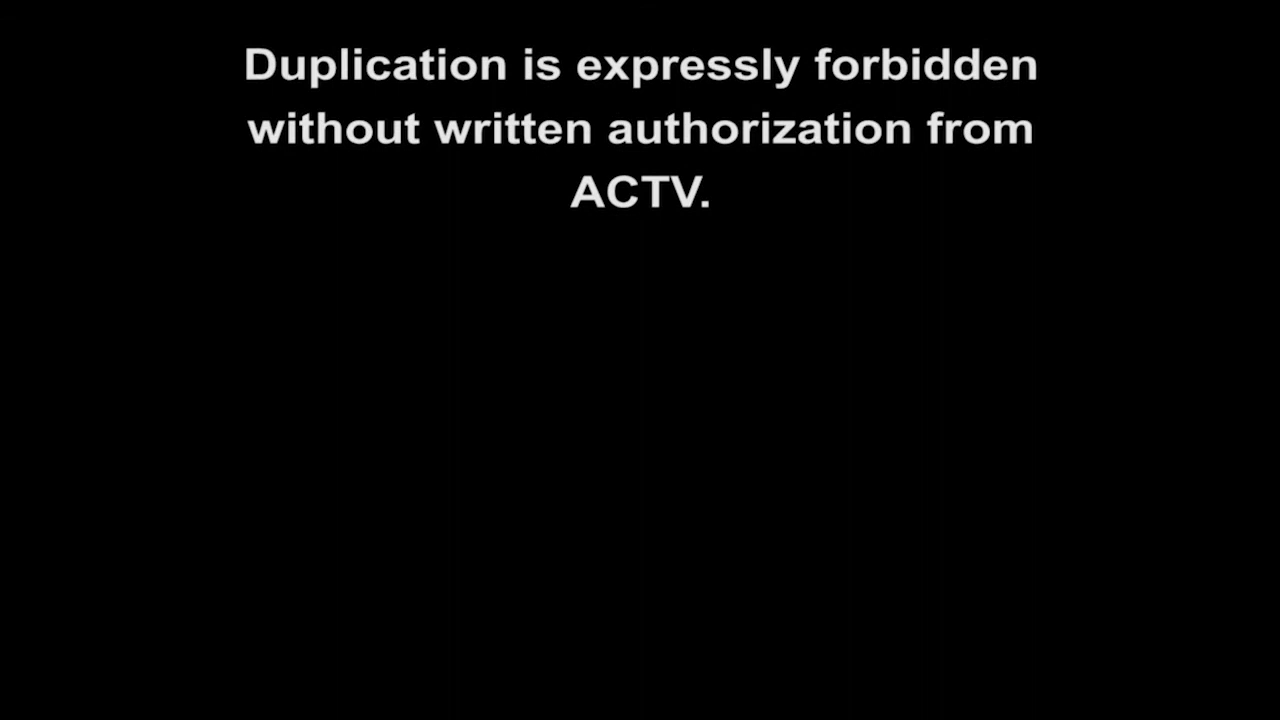 Duplication is expressly forbidden
without written authorization from
ACTV.